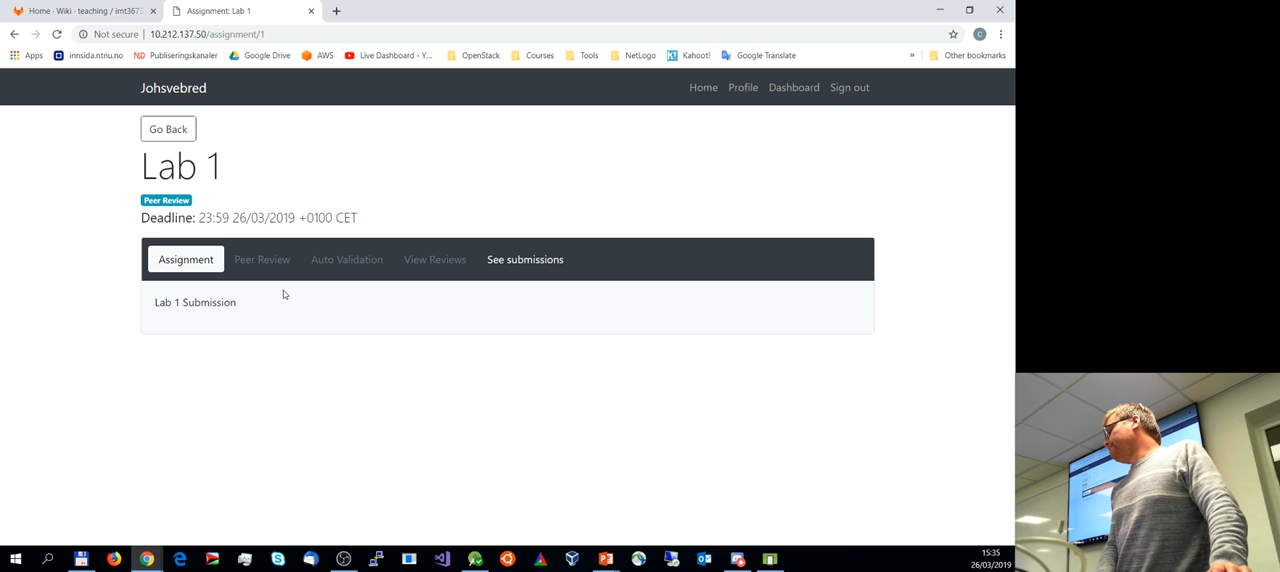 Home · Wiki · teaching / imt3673
Assignment: Lab 1
Not secure
10.212.137.50/assignment/1
Apps
innsida.ntnu.no
Publiseringskanaler
Google Drive
AWS
Live Dashboard - Y...
OpenStack
Courses
Tools
NetLogo
Kahoot!
Google Translate
»
Other bookmarks
Johsvebred
Home
Profile
Dashboard
Sign out
Go Back
Lab 1
Peer Review
Deadline: 23:59 26/03/2019 +0100 CET
Assignment
Peer Review
Auto Validation
View Reviews
See submissions
Lab 1 Submission
15:35
26/03/2019